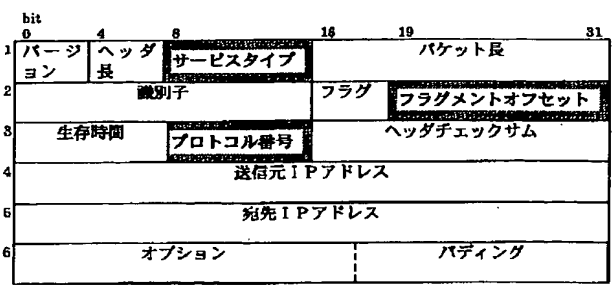 bit
0 4 8 16 19 31
1 バージョン ヘッダ長 サービスタイプ パケット長
2 識別子 フラグ フラグメントオフセット
3 生存時間 プロトコル番号 ヘッダチェックサム
4 送信元IPアドレス
5 宛先IPアドレス
6 オプション パディング